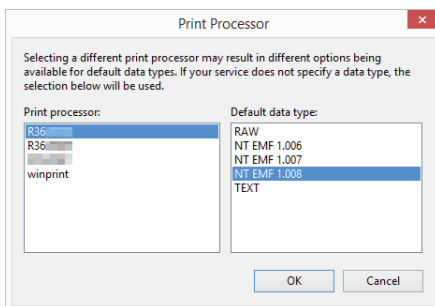 Print Processor
Selecting a different print processor may result in different options being
available for default data types. If your service does not specify a data type, the
selection below will be used.
Print processor:
Default data type:
R36
R36
winprint
RAW
NT EMF 1.006
NT EMF 1.007
NT EMF 1.008
TEXT
OK
Cancel